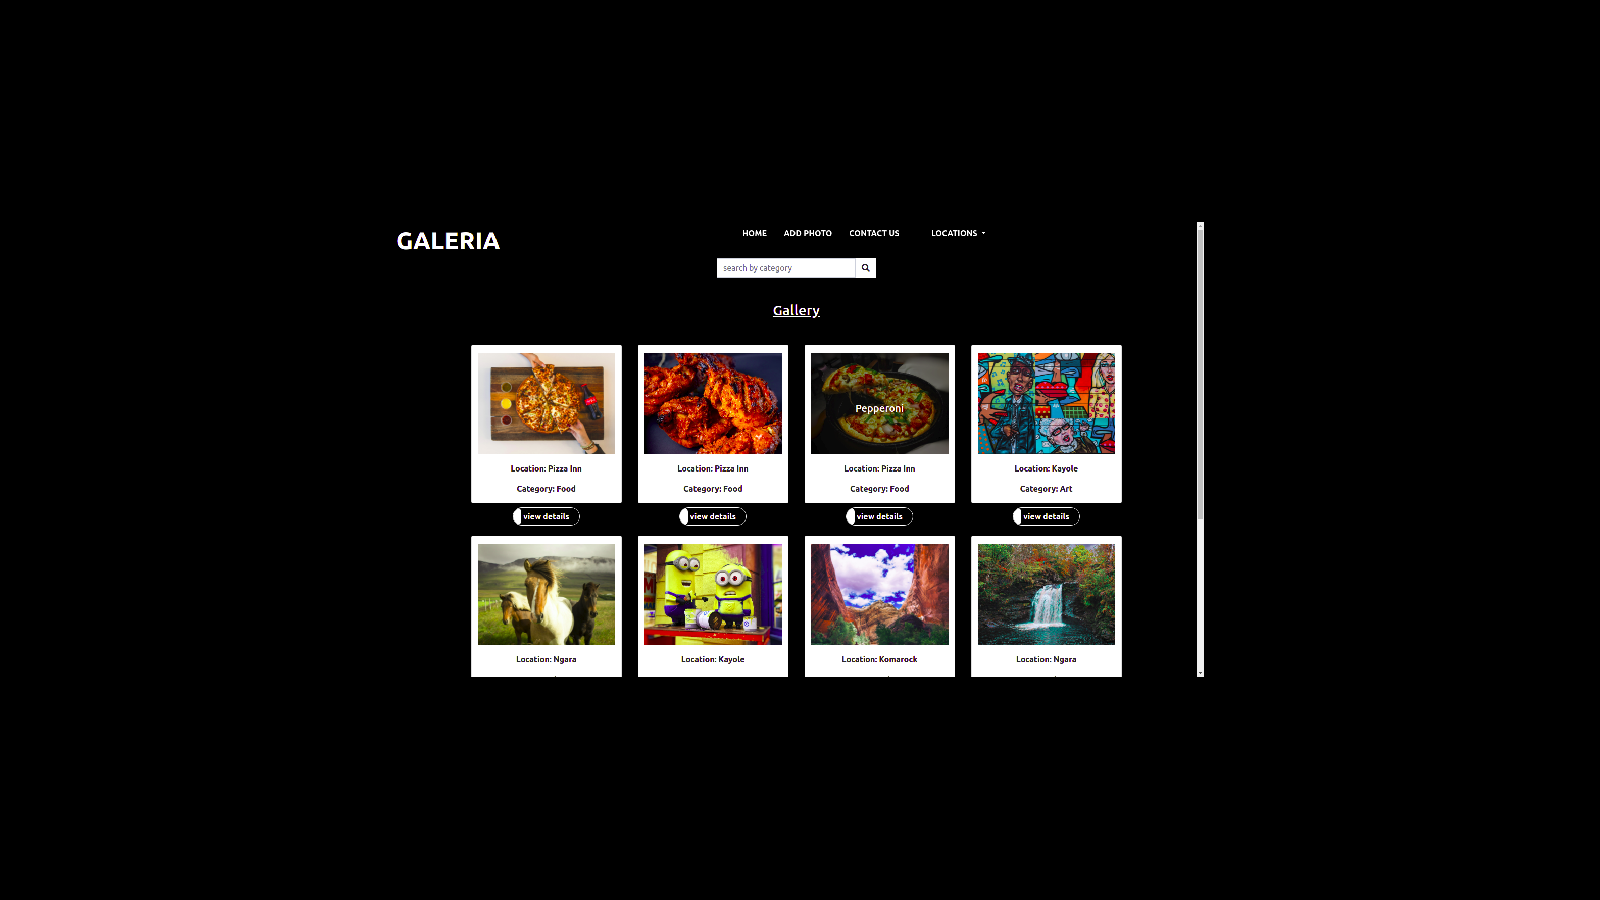 GALERIA
HOME ADD PHOTO CONTACT US LOCATIONS
search by category
Gallery
Pepperoni
Location: Pizza Inn
Category: Food
view details
Location: Pizza Inn
Category: Food
view details
Location: Pizza Inn
Category: Food
view details
Location: Kayole
Category: Art
view details
Location: Ngara
Location: Kayole
Location: Komarock
Location: Ngara